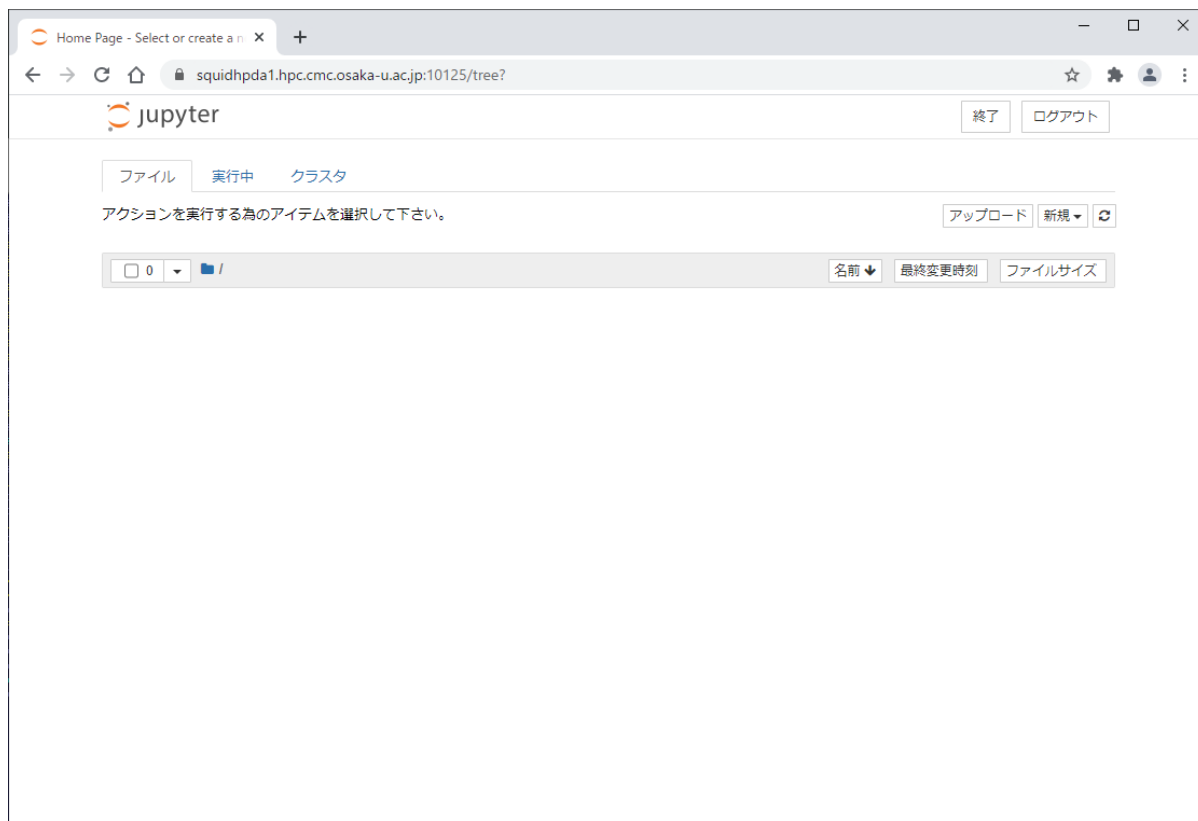 Home Page - Select or create a n
squidhpda1.hpc.cmc.osaka-u.ac.jp:10125/tree?
jupyter 終了 ログアウト
ファイル 実行中 クラスタ
アクションを実行する為のアイテムを選択して下さい。 アップロード 新規
0 / 名前 最終変更時刻 ファイルサイズ